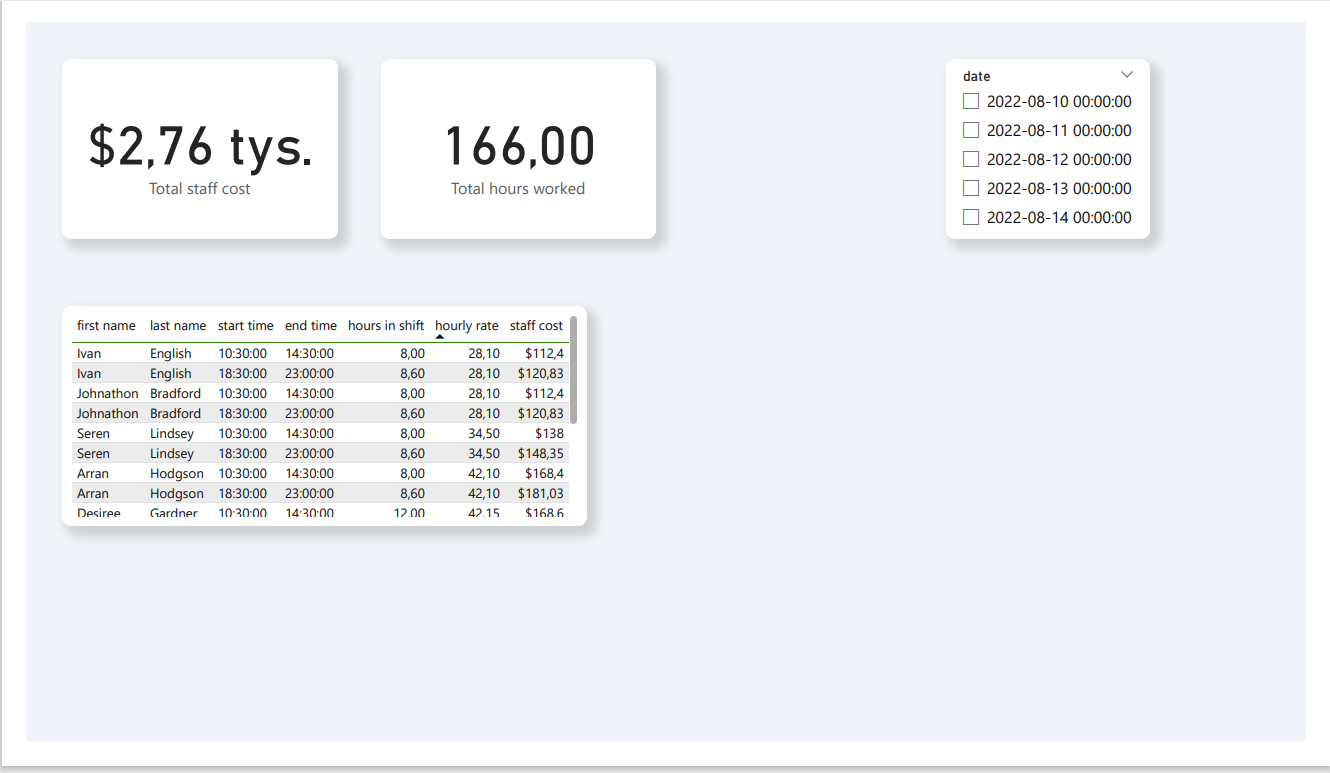 $2,76 tys.
Total staff cost
166,00
Total hours worked
date
2022-08-10 00:00:00
2022-08-11 00:00:00
2022-08-12 00:00:00
2022-08-13 00:00:00
2022-08-14 00:00:00
first name last name start time end time hours in shift hourly rate staff cost
Ivan English 10:30:00 14:30:00 8,00 28,10 $112,4
Ivan English 18:30:00 23:00:00 8,60 28,10 $120,83
Johnathon Bradford 10:30:00 14:30:00 8,00 28,10 $112,4
Johnathon Bradford 18:30:00 23:00:00 8,60 28,10 $120,83
Seren Lindsey 10:30:00 14:30:00 8,00 34,50 $138
Seren Lindsey 18:30:00 23:00:00 8,60 34,50 $148,35
Arran Hodgson 10:30:00 14:30:00 8,00 42,10 $168,4
Arran Hodgson 18:30:00 23:00:00 8,60 42,10 $181,03
Desiree Gardner 10:30:00 14:30:00 12,00 42,15 $168,6